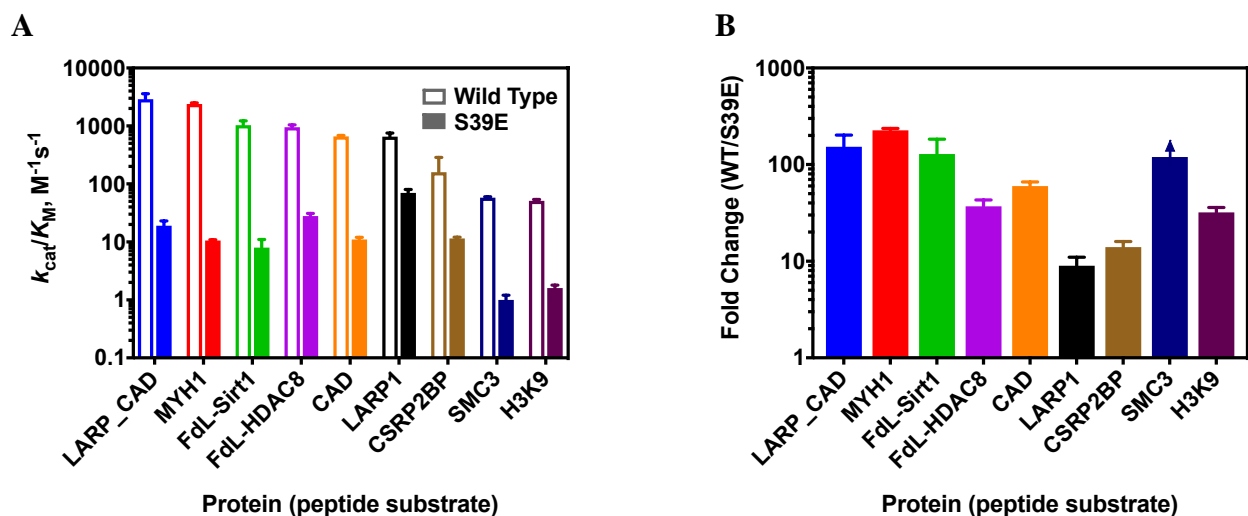 A
k_cat/K_M, M⁻¹s⁻¹
10000
1000
100
10
1
0.1
Wild Type
S39E
LARP_CAD
MYH1
FdL-Sirt1
FdL-HDAC8
CAD
LARP1
CSRP2BP
SMC3
H3K9
Protein (peptide substrate)
B
Fold Change (WT/S39E)
1000
100
10
1
LARP_CAD
MYH1
FdL-Sirt1
FdL-HDAC8
CAD
LARP1
CSRP2BP
SMC3
H3K9
Protein (peptide substrate)